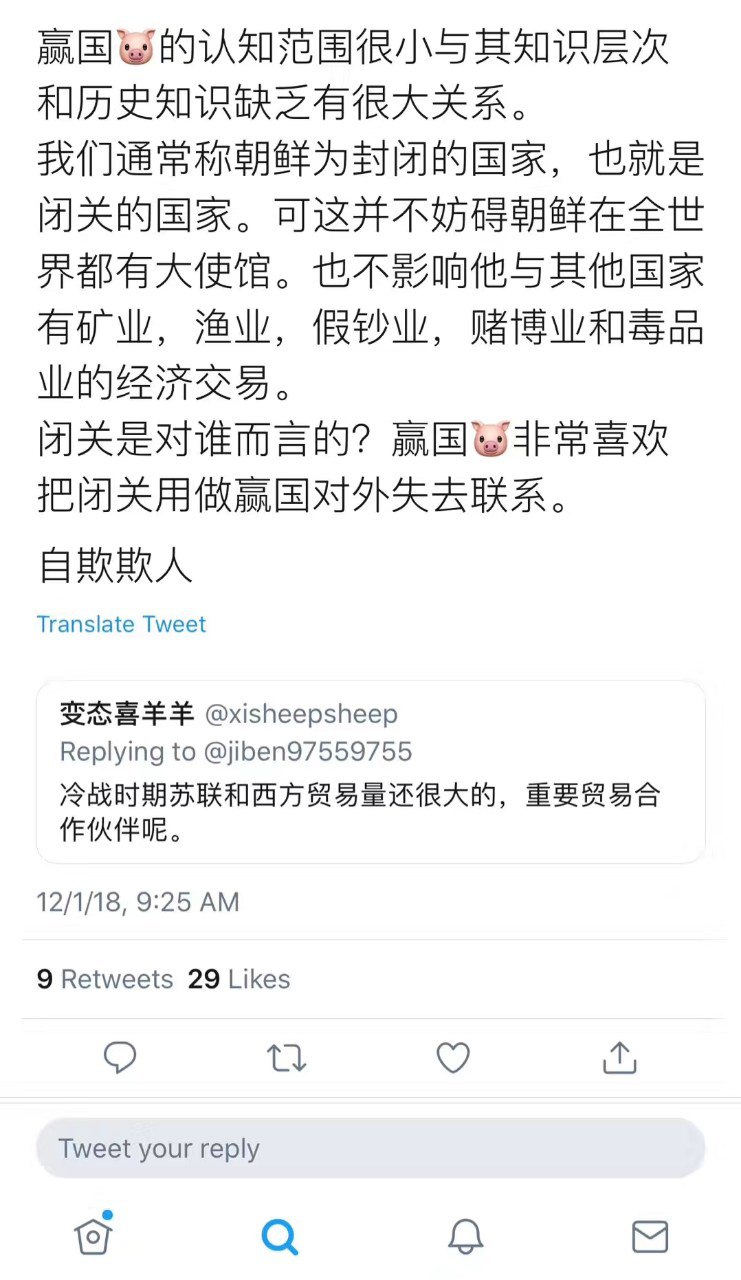 赢国🐷的认知范围很小与其知识层次
和历史知识缺乏有很大关系。
我们通常称朝鲜为封闭的国家，也就是
闭关的国家。可这并不妨碍朝鲜在全世
界都有大使馆。也不影响他与其他国家
有矿业，渔业，假钞业，赌博业和毒品
业的经济交易。
闭关是对谁而言的？赢国🐷非常喜欢
把闭关用做赢国对外失去联系。
自欺欺人
Translate Tweet
变态喜羊羊 @xisheepsheep
Replying to @jiben97559755
冷战时期苏联和西方贸易量还很大的，重要贸易合
作伙伴呢。
12/1/18, 9:25 AM
9 Retweets 29 Likes
Tweet your reply